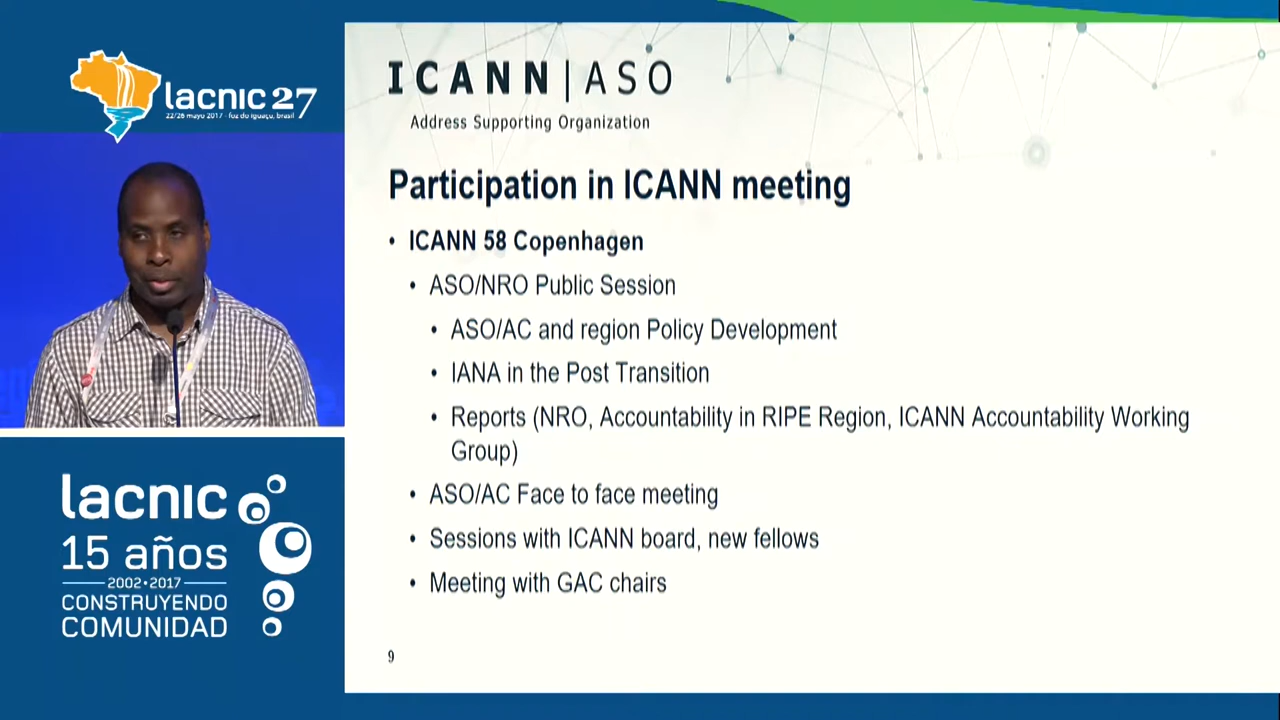 lacnic 27
22/26 mayo 2017 - foz do iguaçu, brasil
ICANN|ASO
Address Supporting Organization
Participation in ICANN meeting
• ICANN 58 Copenhagen
• ASO/NRO Public Session
• ASO/AC and region Policy Development
• IANA in the Post Transition
• Reports (NRO, Accountability in RIPE Region, ICANN Accountability Working
Group)
• ASO/AC Face to face meeting
• Sessions with ICANN board, new fellows
• Meeting with GAC chairs
9
lacnic
15 años
2002•2017
CONSTRUYENDO
COMUNIDAD